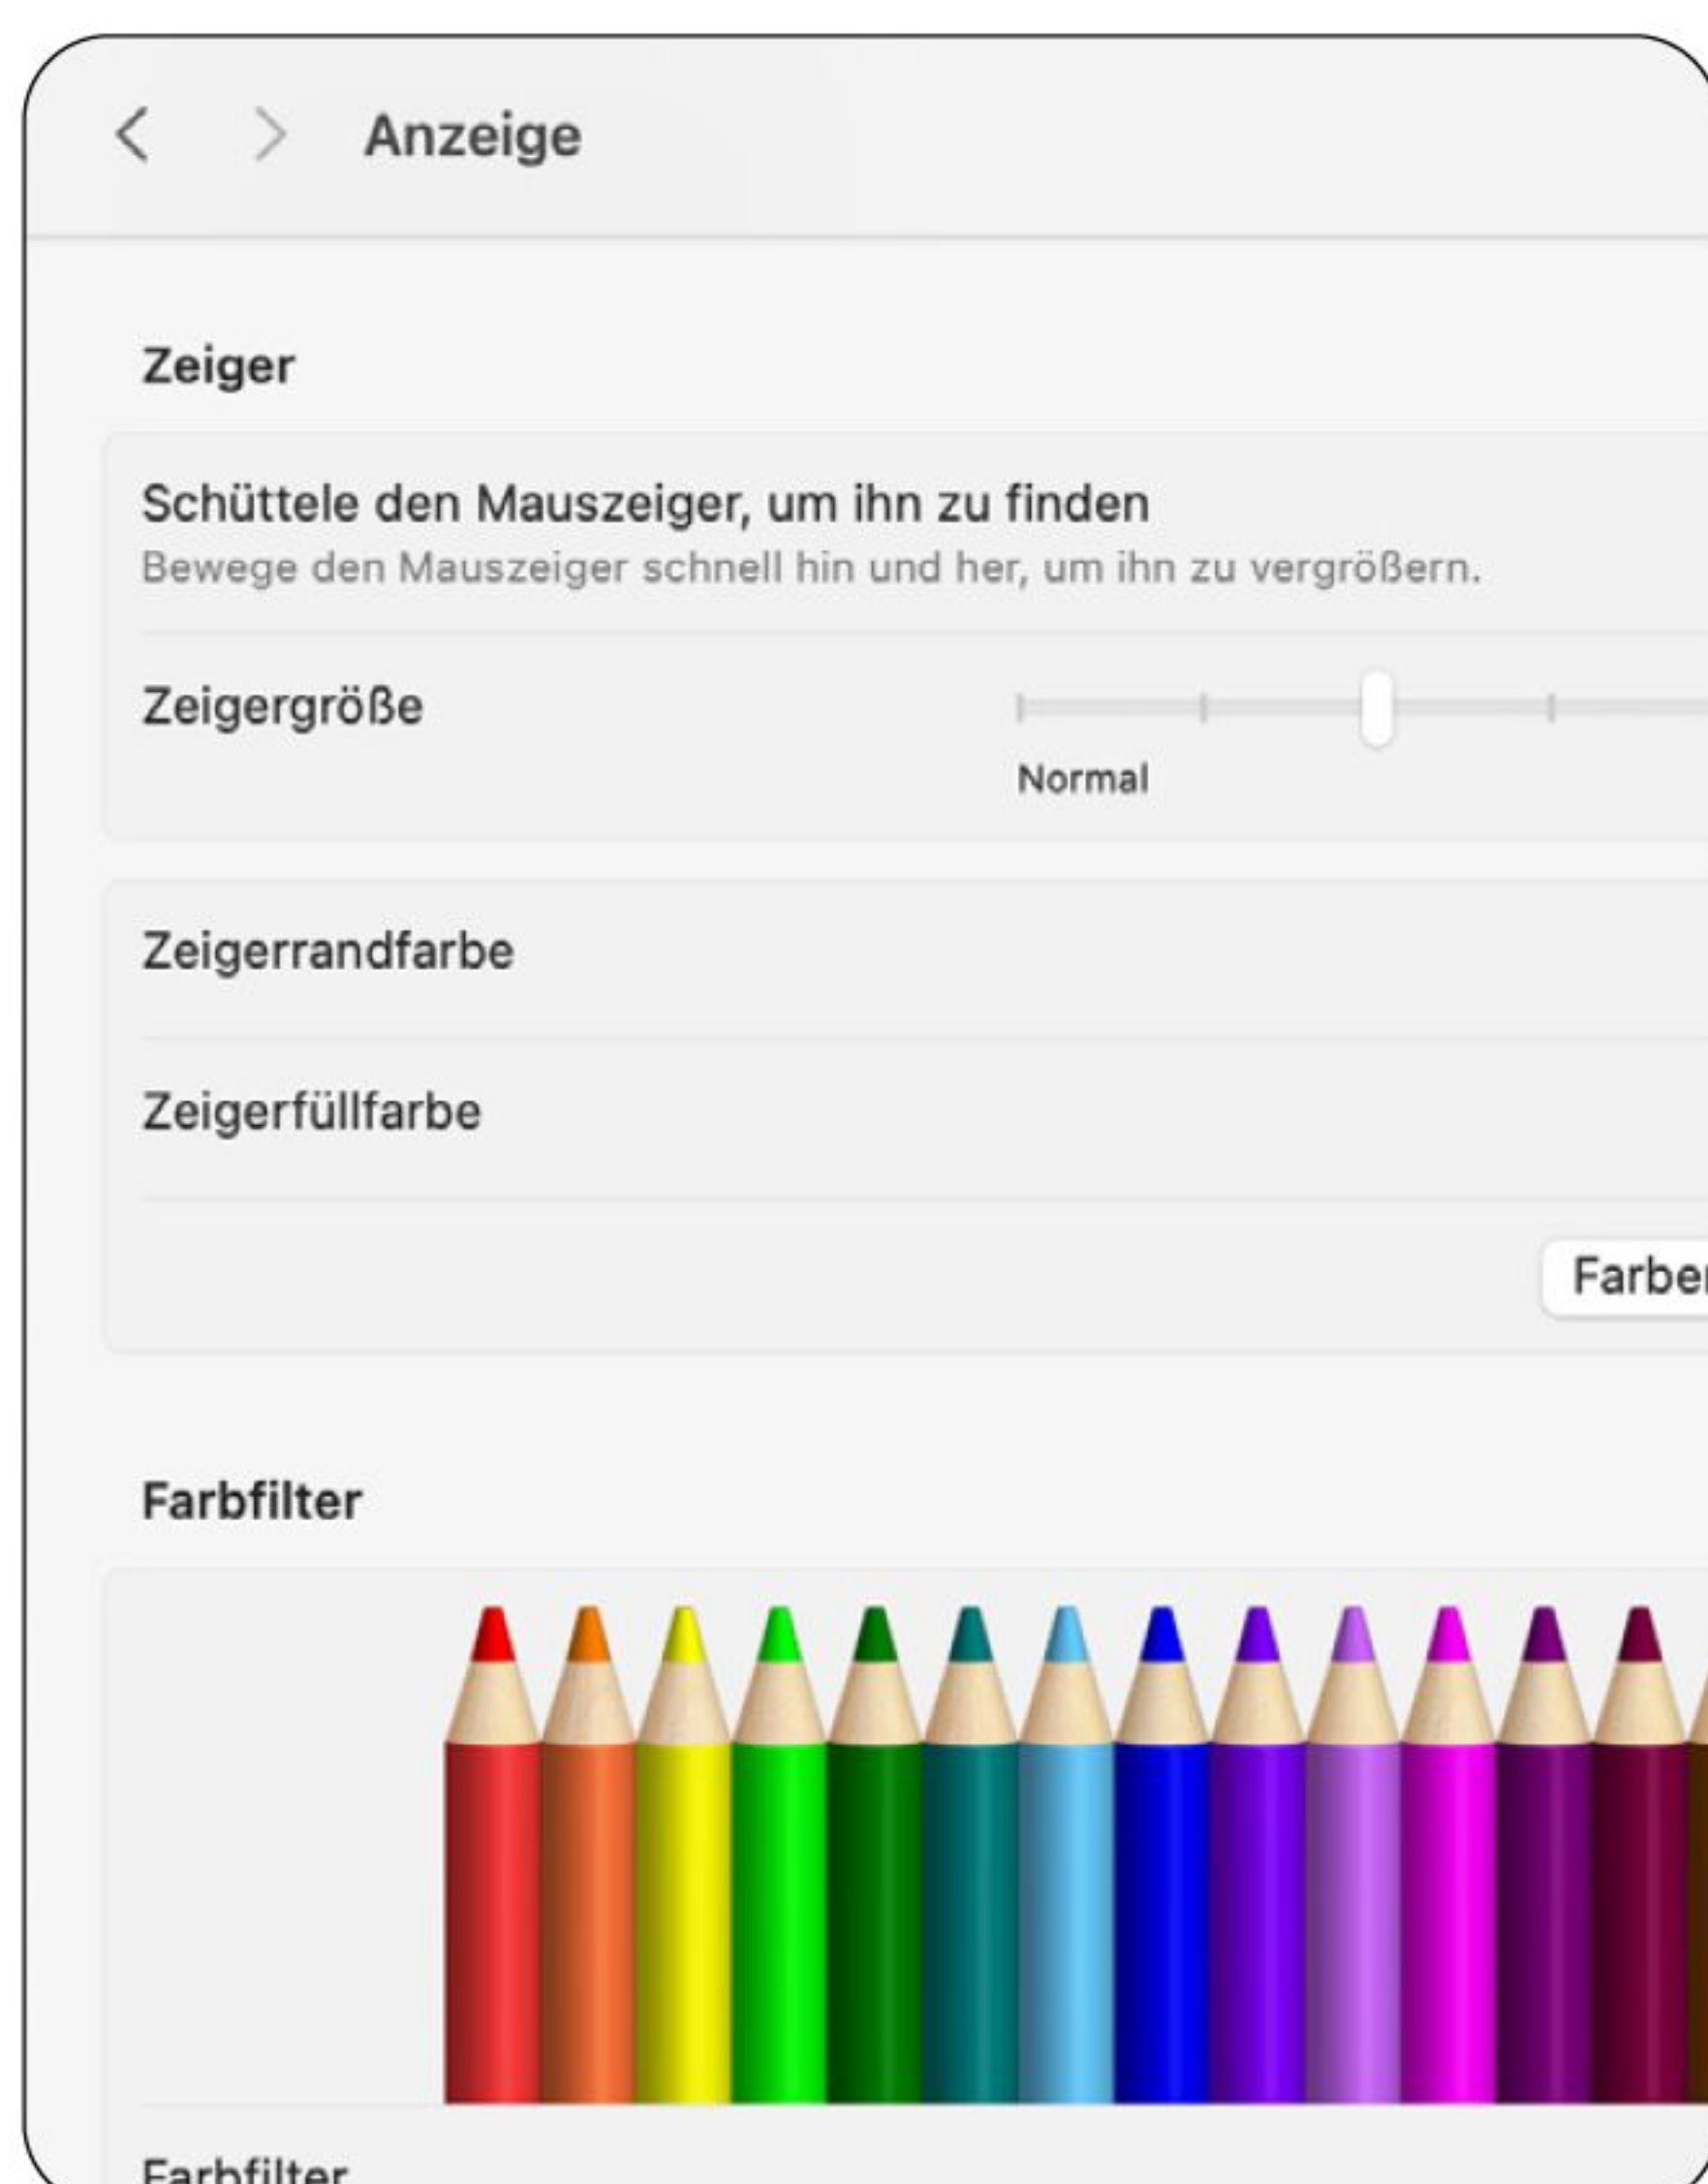 Anzeige
Zeiger
Schüttele den Mauszeiger, um ihn zu finden
Bewege den Mauszeiger schnell hin und her, um ihn zu vergrößern.
Zeigergröße
Normal
Zeigerrandfarbe
Zeigerfüllfarbe
Farbfilter
Farbfilter